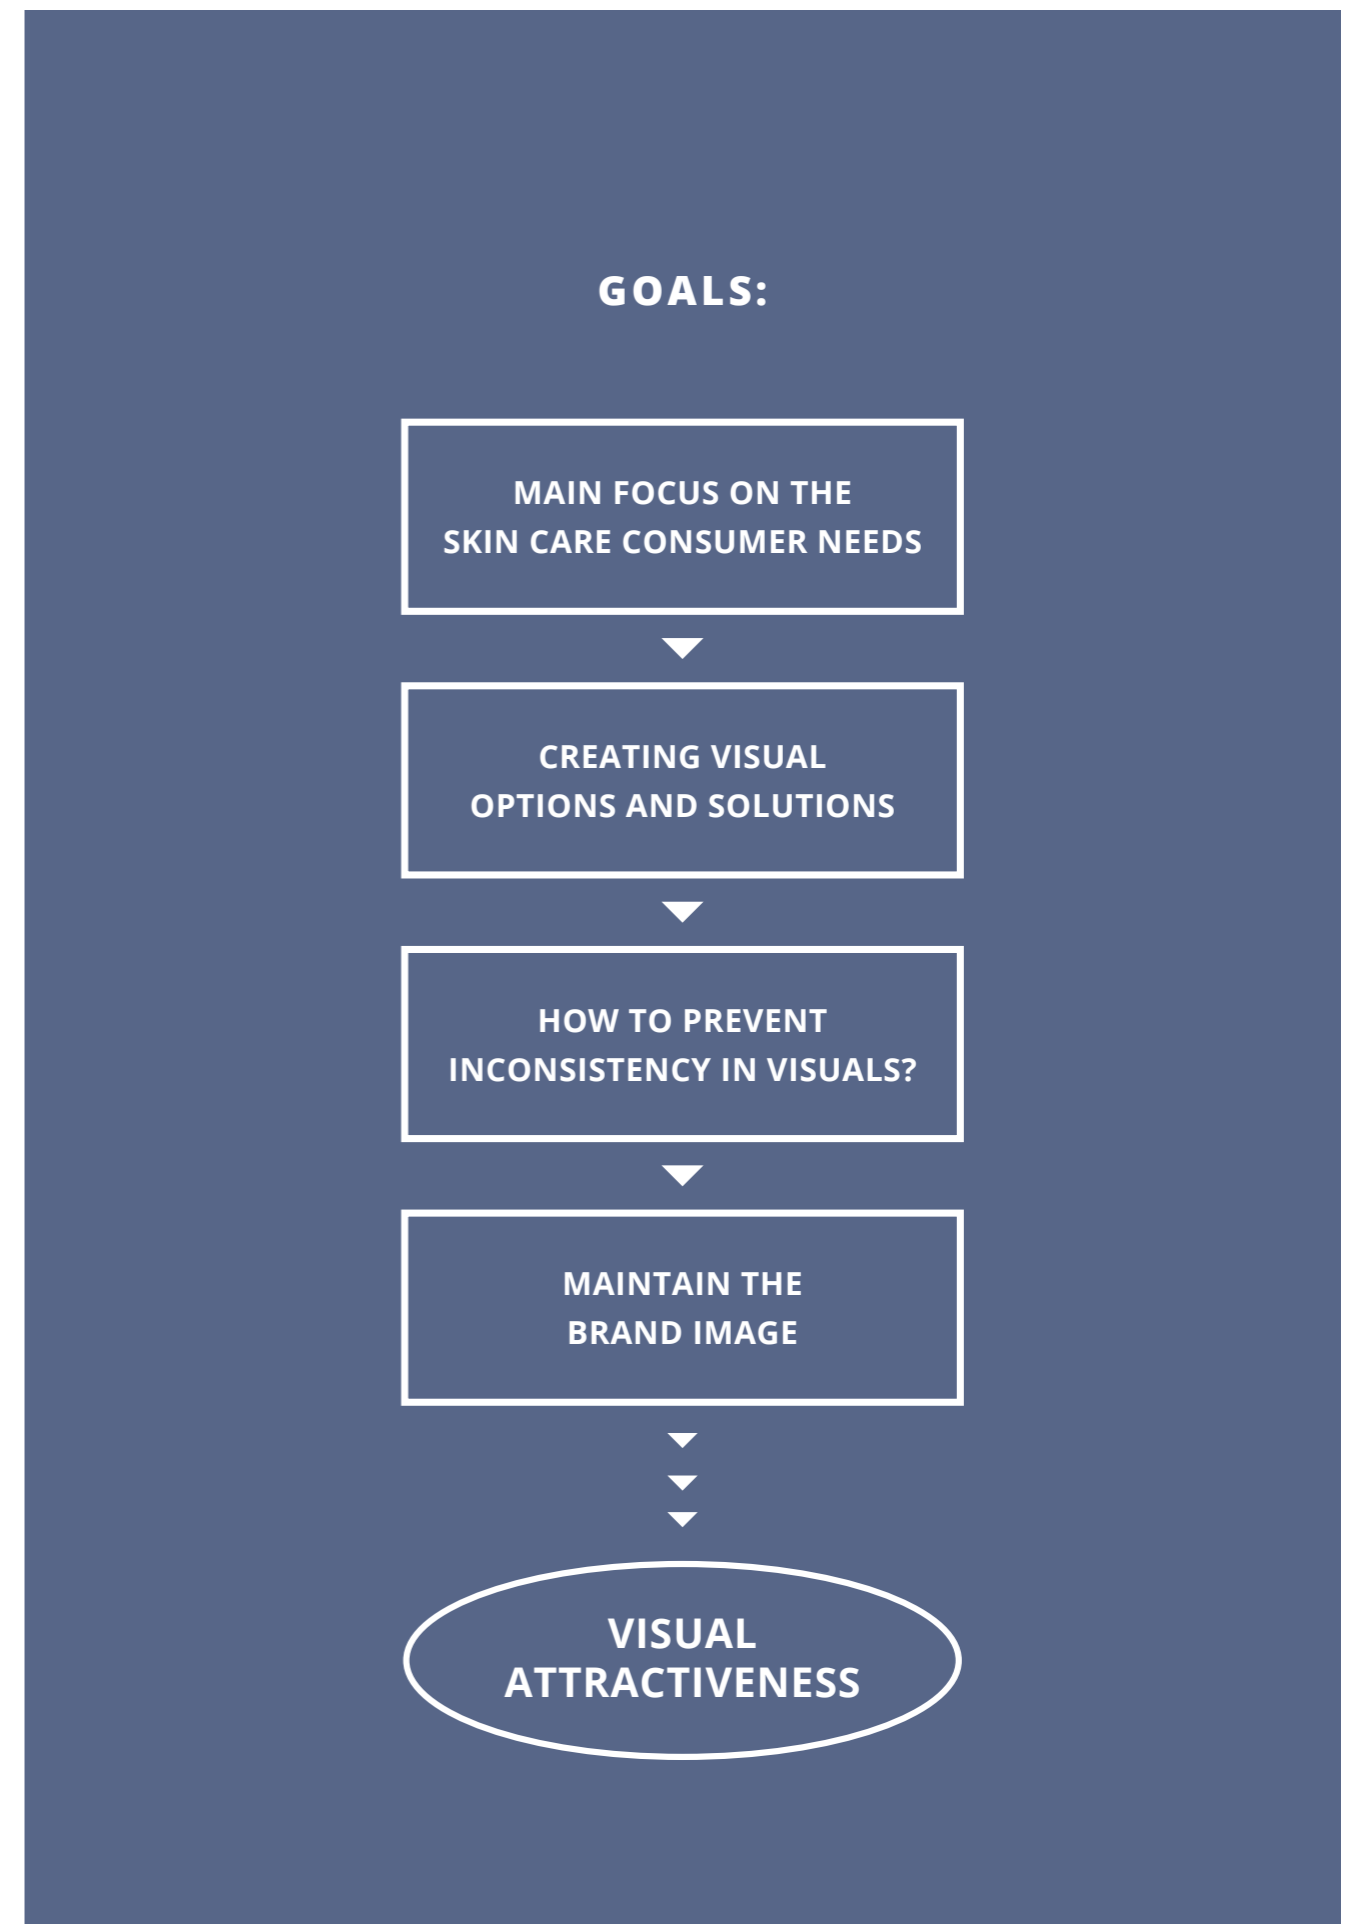 GOALS:
MAIN FOCUS ON THE
SKIN CARE CONSUMER NEEDS
CREATING VISUAL
OPTIONS AND SOLUTIONS
HOW TO PREVENT
INCONSISTENCY IN VISUALS?
MAINTAIN THE
BRAND IMAGE
VISUAL
ATTRACTIVENESS